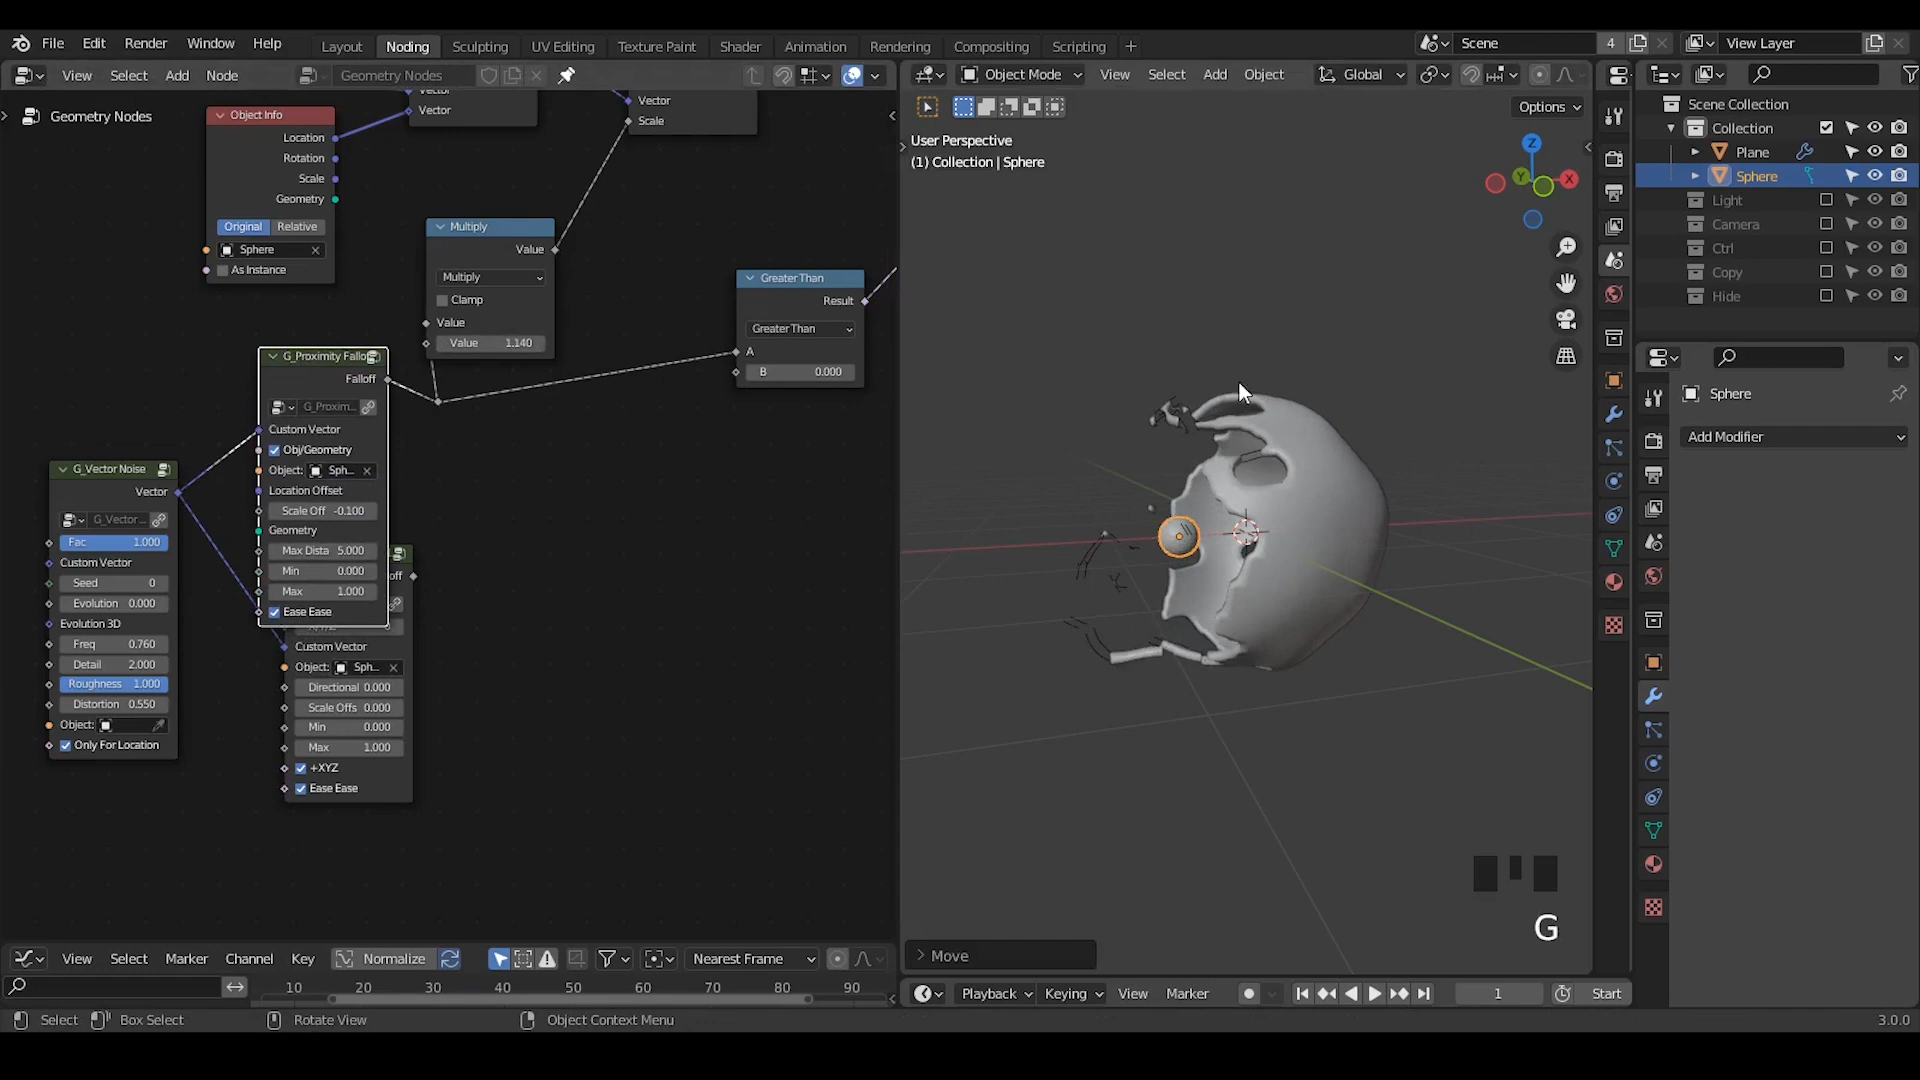 File Edit Render Window Help
Layout Noding Sculpting UV Editing Texture Paint Shader Animation Rendering Compositing Scripting +
Scene 4 View Layer
View Select Add Node Geometry Nodes
Object Mode View Select Add Object Global
Options
Geometry Nodes
Vector
Object Info
Location
Rotation
Scale
Geometry
Original Relative
Sphere
As Instance
Vector
Scale
Multiply
Value
Multiply
Clamp
Value
Value 1.140
Greater Than
Result
Greater Than
A
B 0.000
G_Proximity Fallo
Falloff
G_Proxim...
Custom Vector
Obj/Geometry
Object: Sph...
Location Offset
Scale Off -0.100
Geometry
Max Dista 5.000
Min 0.000
Max 1.000
Ease Ease
G_Vector Noise
Vector
G_Vector...
Fac 1.000
Custom Vector
Seed 0
Evolution 0.000
Evolution 3D
Freq 0.760
Detail 2.000
Roughness 1.000
Distortion 0.550
Object:
Only For Location
off
Custom Vector
Object: Sph...
Directional 0.000
Scale Offs 0.000
Min 0.000
Max 1.000
+XYZ
Ease Ease
User Perspective
(1) Collection | Sphere
Z
Y
X
G
Move
Scene Collection
Collection
Plane
Sphere
Light
Camera
Ctrl
Copy
Hide
Sphere
Add Modifier
View Select Marker Channel Key Normalize Nearest Frame
10 20 30 40 50 60 70 80 90
Playback Keying View Marker 1 Start
Select Box Select Rotate View Object Context Menu 3.0.0